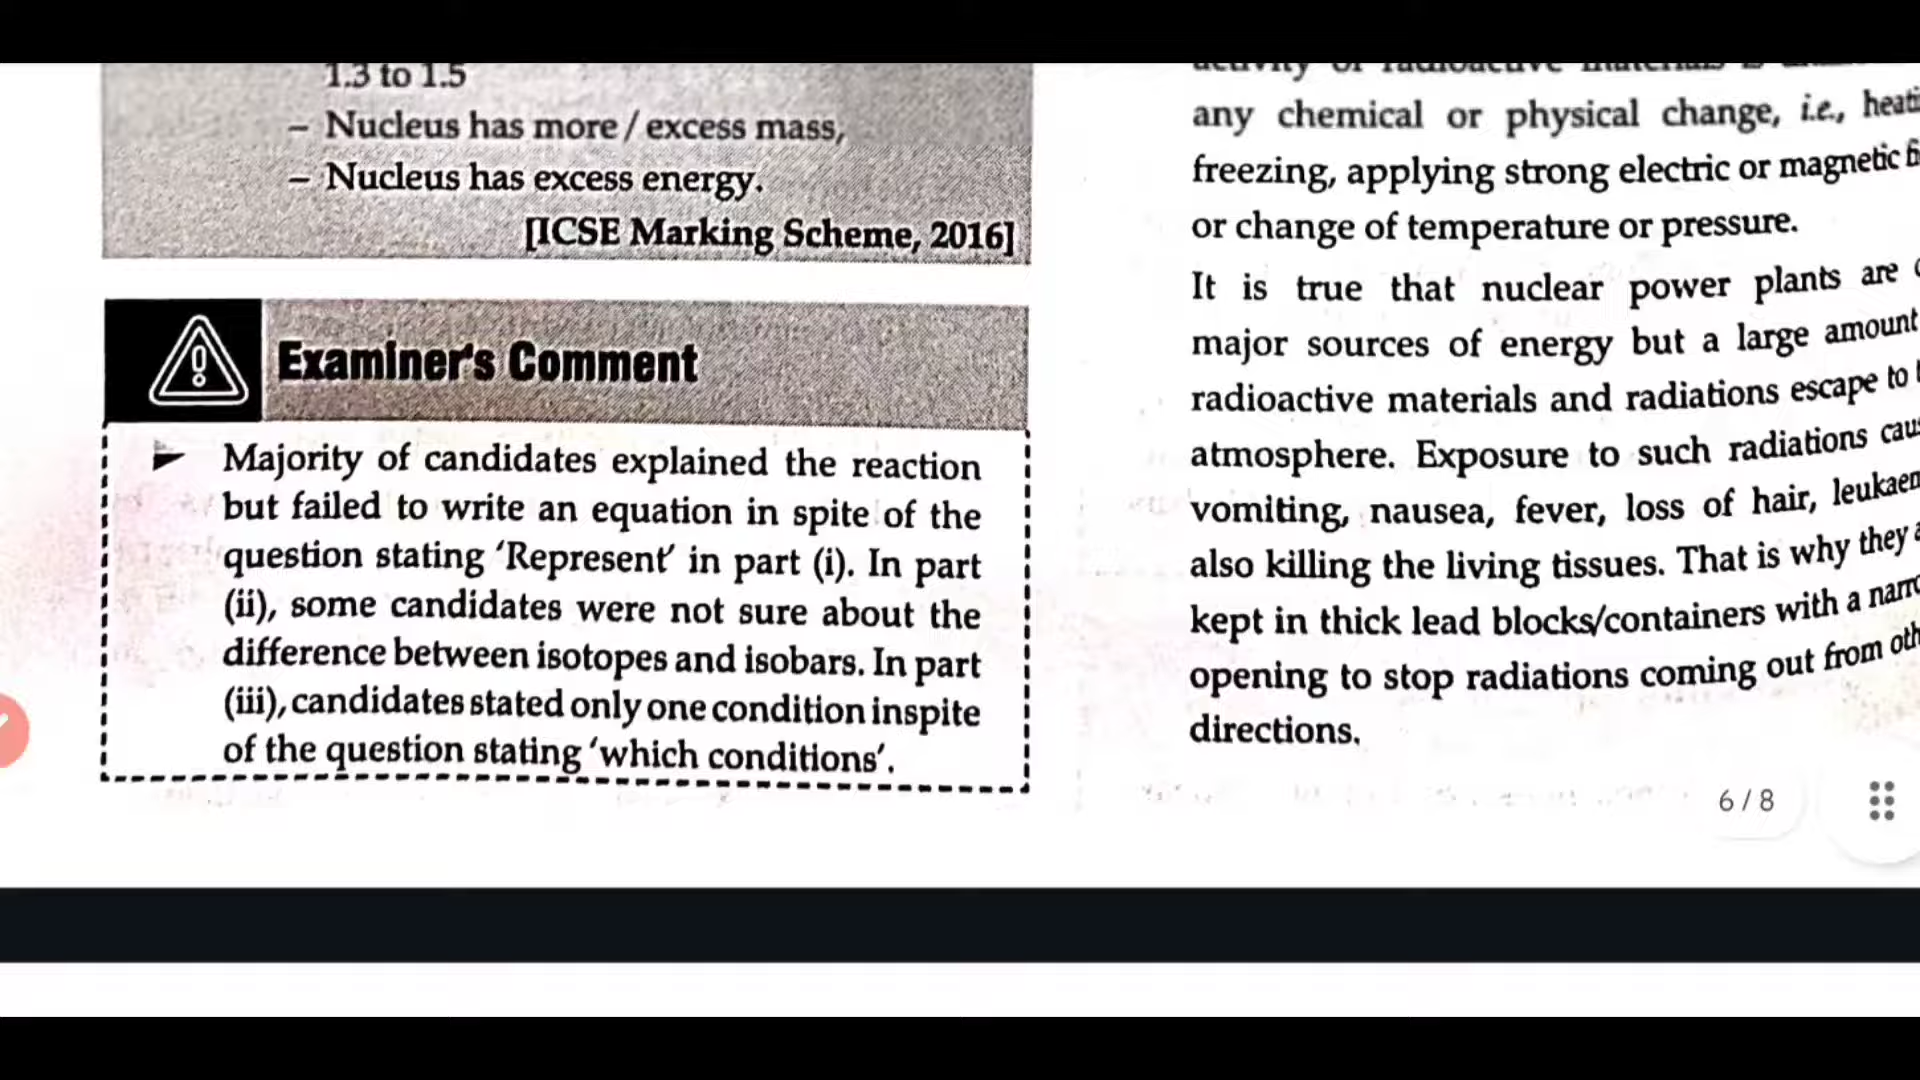 1.3 to 1.5
– Nucleus has more / excess mass,
– Nucleus has excess energy.
[ICSE Marking Scheme, 2016]
Examiner's Comment
Majority of candidates explained the reaction
but failed to write an equation in spite of the
question stating ‘Represent’ in part (i). In part
(ii), some candidates were not sure about the
difference between isotopes and isobars. In part
(iii), candidates stated only one condition inspite
of the question stating ‘which conditions’.
any chemical or physical change, i.e., heati
freezing, applying strong electric or magnetic fi
or change of temperature or pressure.
It is true that nuclear power plants are
major sources of energy but a large amount
radioactive materials and radiations escape to
atmosphere. Exposure to such radiations cau
vomiting, nausea, fever, loss of hair, leukaem
also killing the living tissues. That is why they
kept in thick lead blocks/containers with a narro
opening to stop radiations coming out from oth
directions.
6 / 8